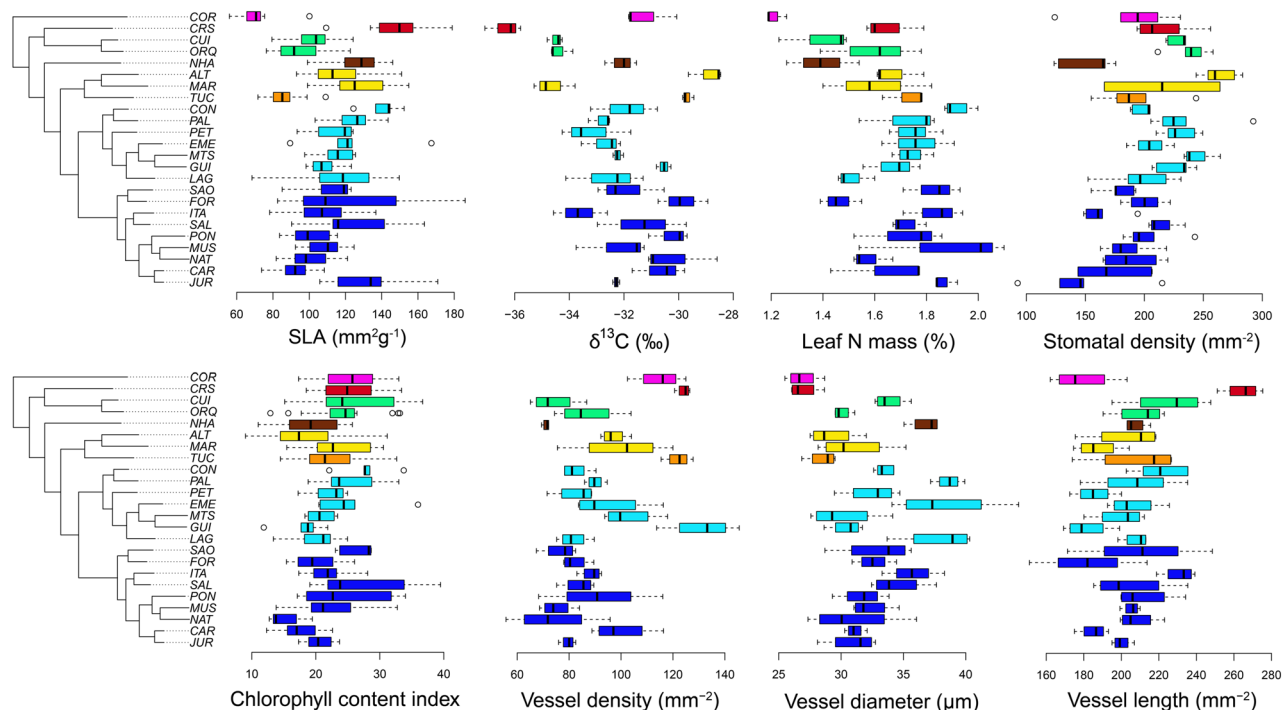 COR
CRS
CUI
ORQ
NHA
ALT
MAR
TUC
CON
PAL
PET
EME
MTS
GUI
LAG
SAO
FOR
ITA
SAL
PON
MUS
NAT
CAR
JUR
60 80 100 120 140 160 180
−36 −34 −32 −30 −28
1.2 1.4 1.6 1.8 2.0
100 150 200 250 300
SLA (mm²g⁻¹)
δ¹³C (‰)
Leaf N mass (%)
Stomatal density (mm⁻²)
COR
CRS
CUI
ORQ
NHA
ALT
MAR
TUC
CON
PAL
PET
EME
MTS
GUI
LAG
SAO
FOR
ITA
SAL
PON
MUS
NAT
CAR
JUR
10 20 30 40
60 80 100 120 140
25 30 35 40
160 180 200 220 240 260 280
Chlorophyll content index
Vessel density (mm⁻²)
Vessel diameter (µm)
Vessel length (mm⁻²)